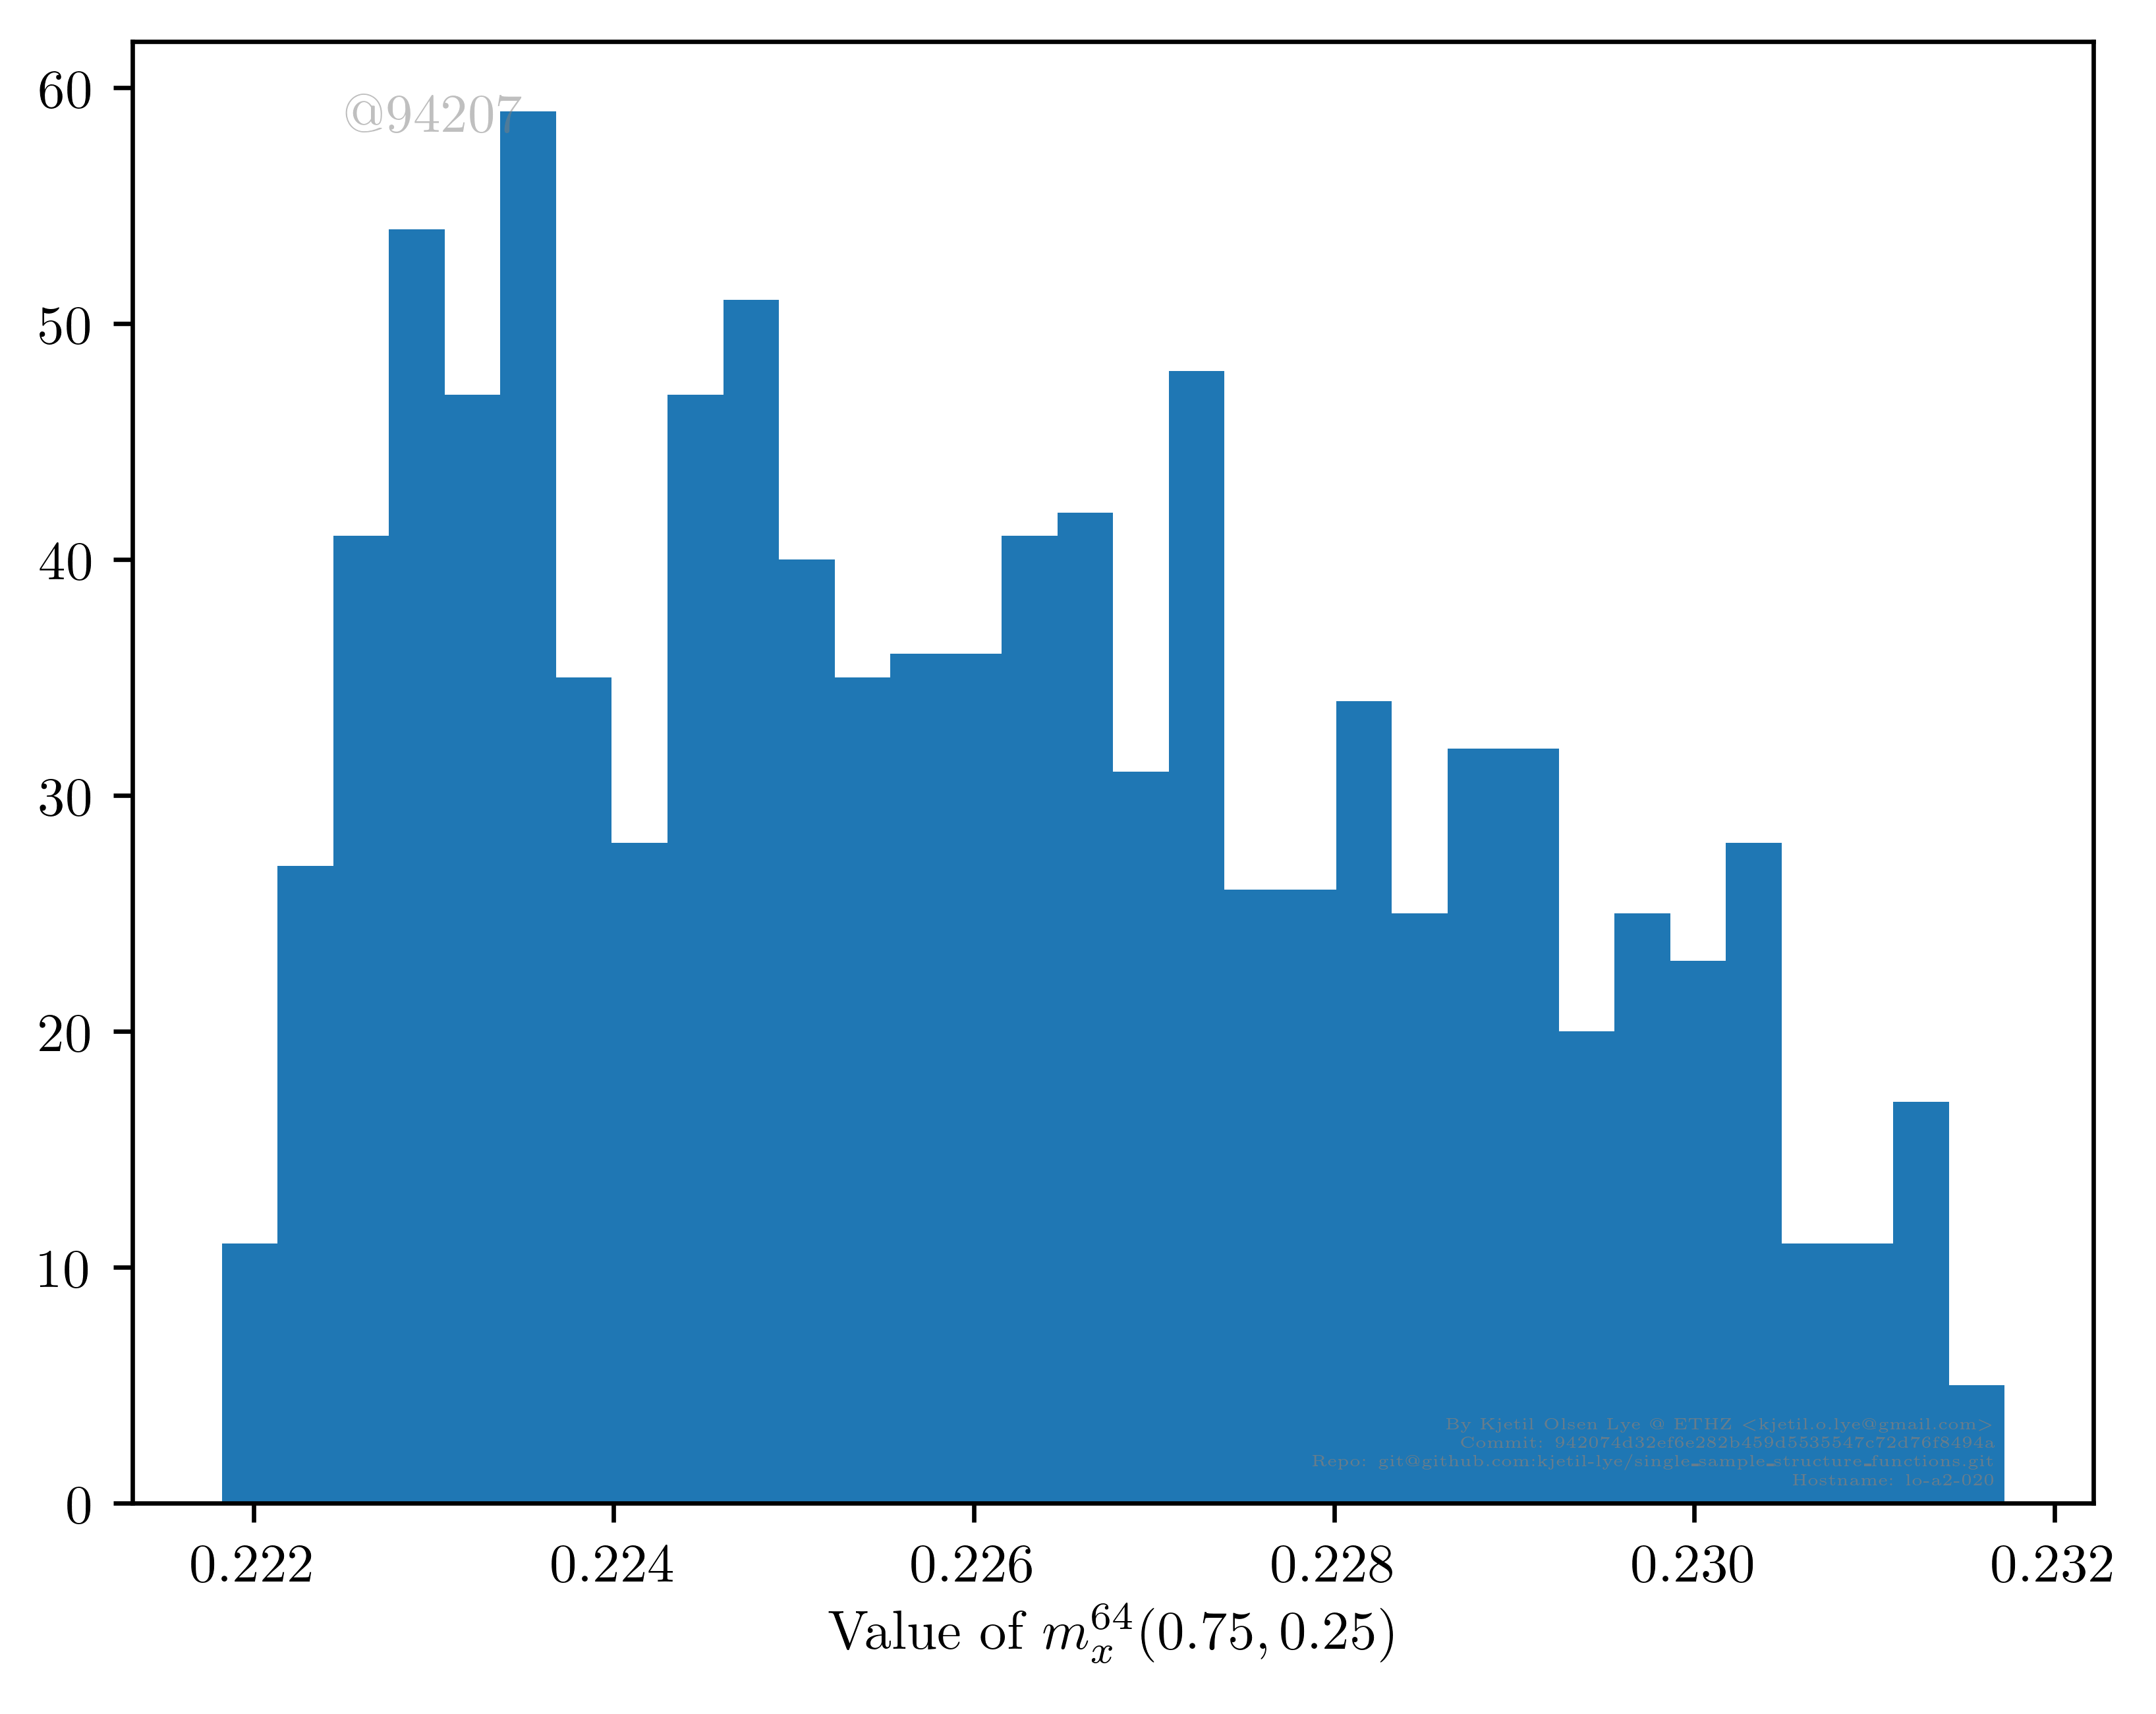 @94207
60
50
40
30
20
10
0
By Kjetil Olsen Lye @ ETHZ <kjetil.o.lye@gmail.com>
Commit: 942074d32ef6e282b459d5535547c72d76f8494a
Repo: git@github.com:kjetil-lye/single_sample_structure_functions.git
Hostname: lo-a2-020
0.222 0.224 0.226 0.228 0.230 0.232
Value of $m_x^{64}(0.75, 0.25)$